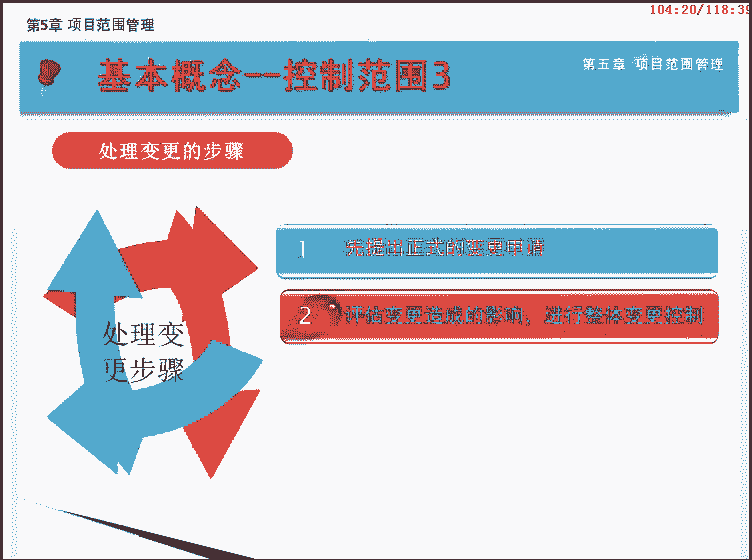 104:20/118:39
第5章 项目范围管理
基本概念—控制范围3
第五章 项目范围管理
处理变更的步骤
1 先提出正式的变更申请
2 评估变更造成的影响，进行整体变更控制
处理变
更步骤